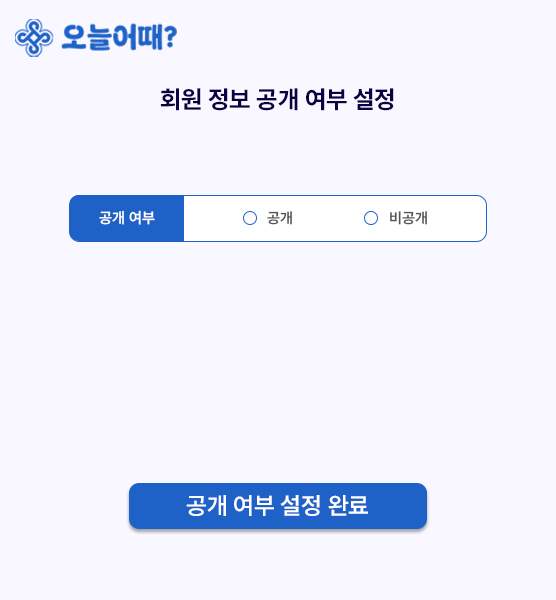 오늘어때?
회원 정보 공개 여부 설정
공개 여부 공개 비공개
공개 여부 설정 완료